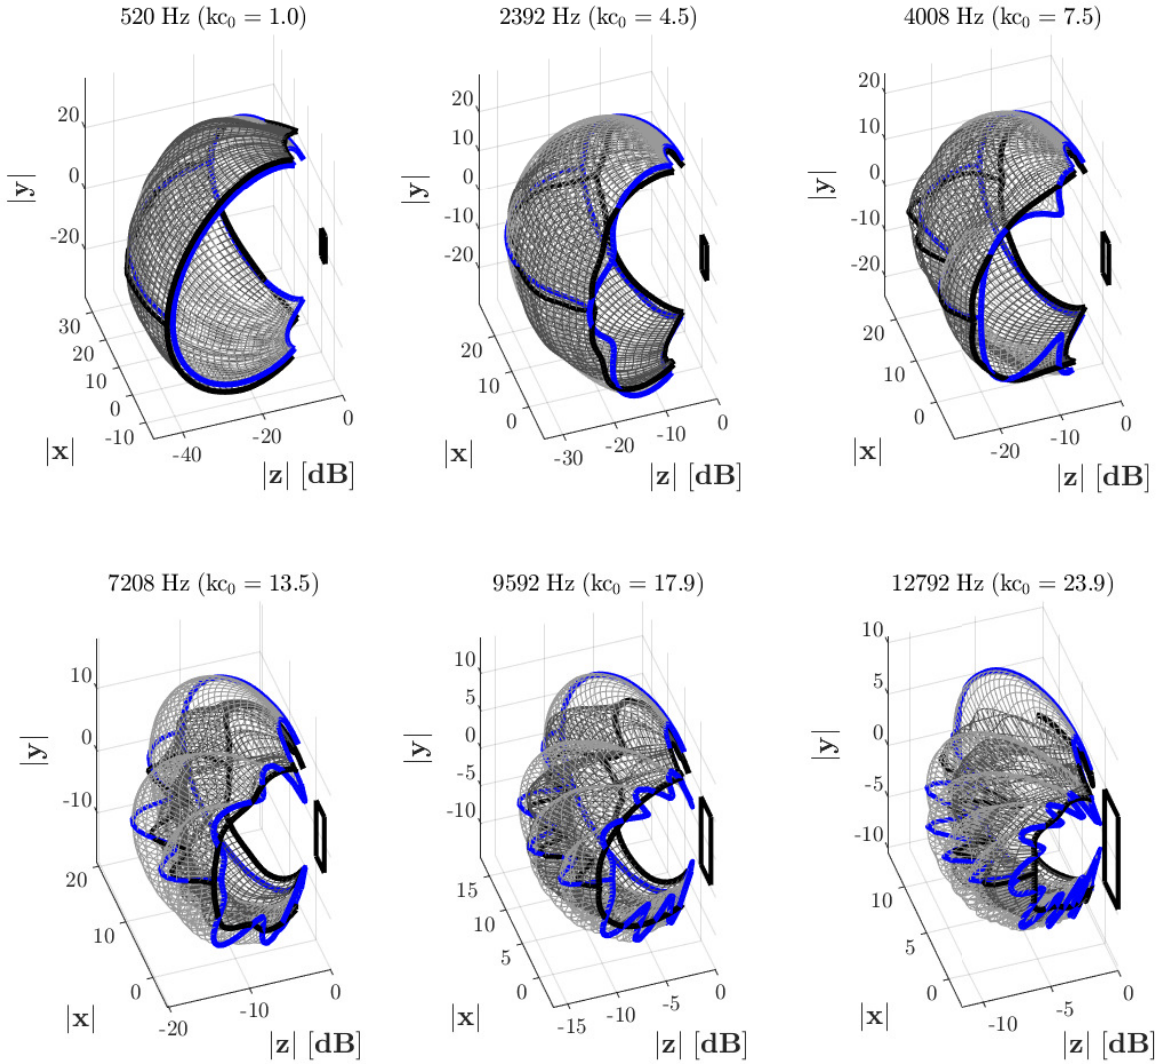 520 Hz (kc₀ = 1.0)
20
0
-20
|y|
30
20
10
0
-10
|x|
-40
-20
0
|z| [dB]
2392 Hz (kc₀ = 4.5)
20
10
0
-10
-20
|y|
20
10
0
|x|
-30
-20
-10
0
|z| [dB]
4008 Hz (kc₀ = 7.5)
20
10
0
-10
-20
|y|
20
10
0
|x|
-20
-10
0
|z| [dB]
7208 Hz (kc₀ = 13.5)
10
0
-10
|y|
20
10
0
|x|
-20
-10
0
|z| [dB]
9592 Hz (kc₀ = 17.9)
10
5
0
-5
-10
|y|
15
10
5
0
|x|
-15
-10
-5
0
|z| [dB]
12792 Hz (kc₀ = 23.9)
10
5
0
-5
-10
|y|
10
5
0
|x|
-10
-5
0
|z| [dB]